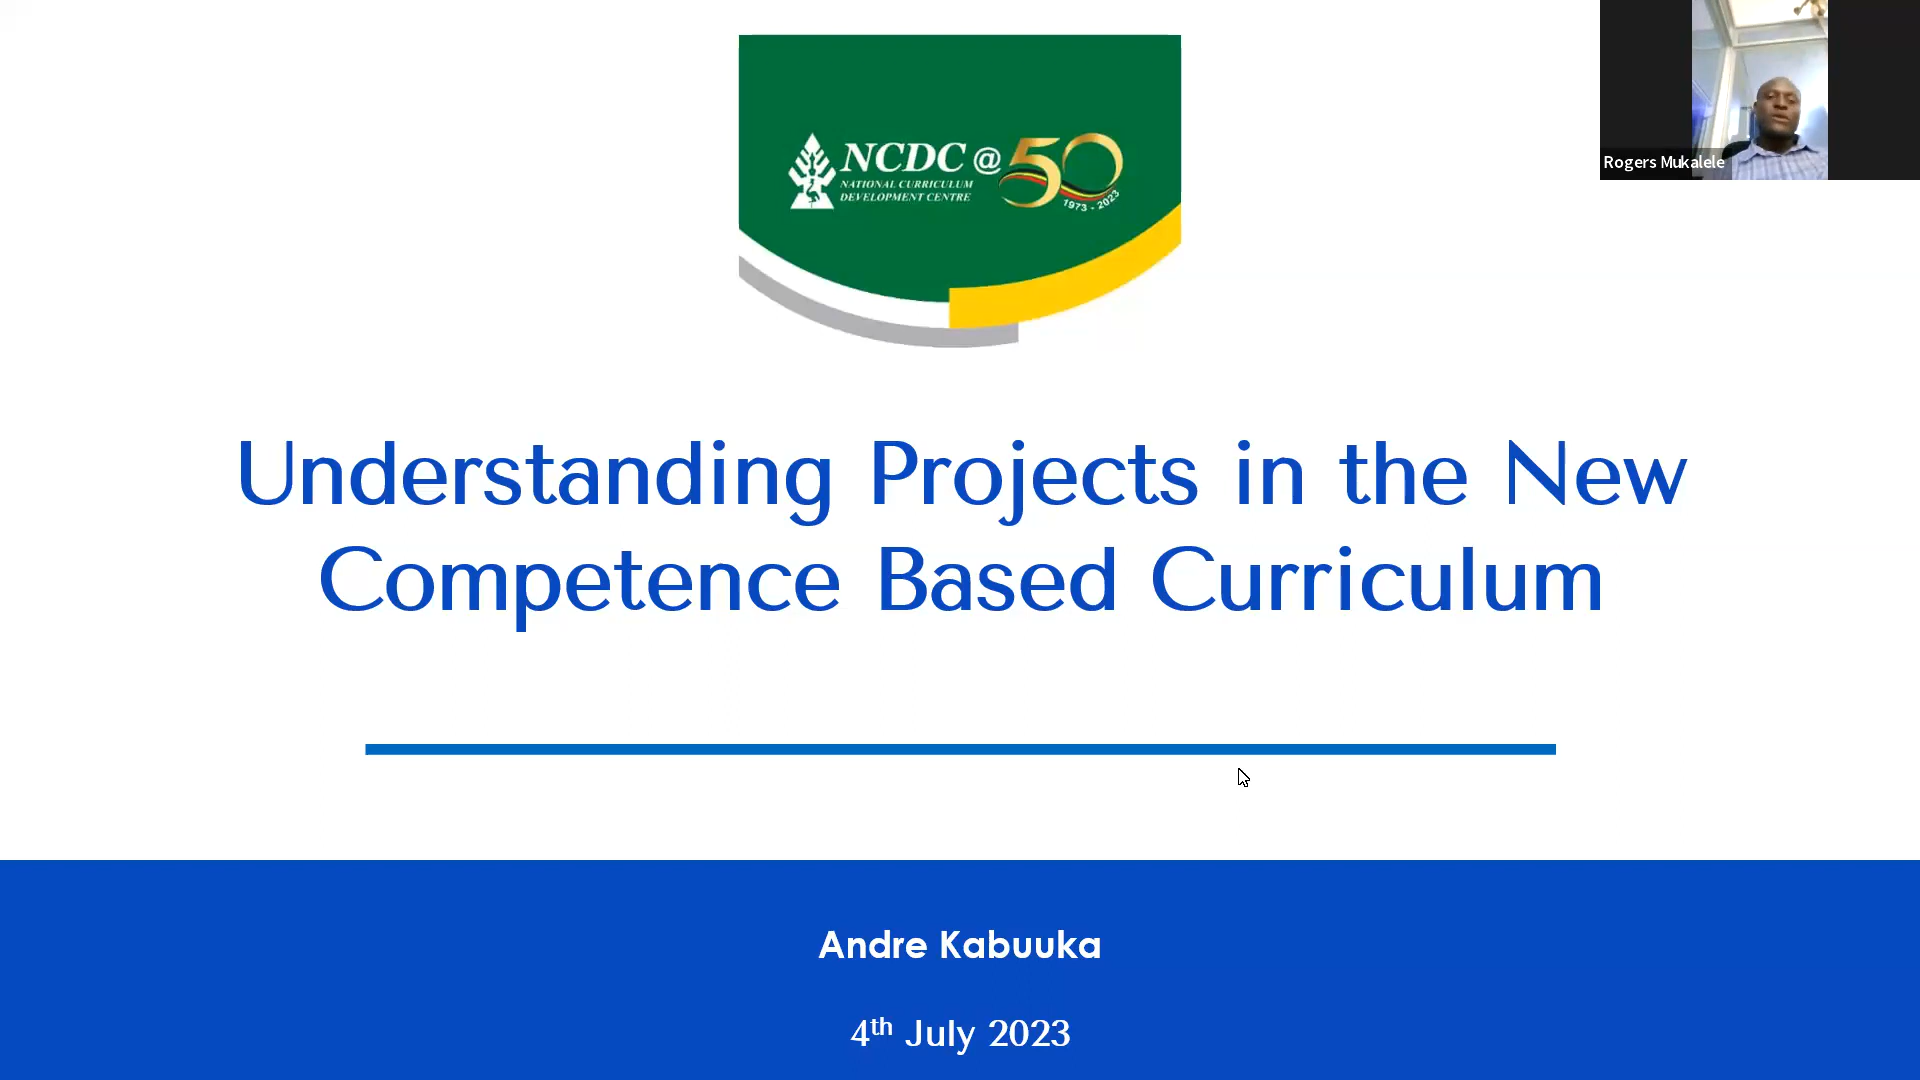 NCDC @ 50
NATIONAL CURRICULUM
DEVELOPMENT CENTRE
1973 - 2023
Rogers Mukalele
Understanding Projects in the New
Competence Based Curriculum
Andre Kabuuka
4th July 2023